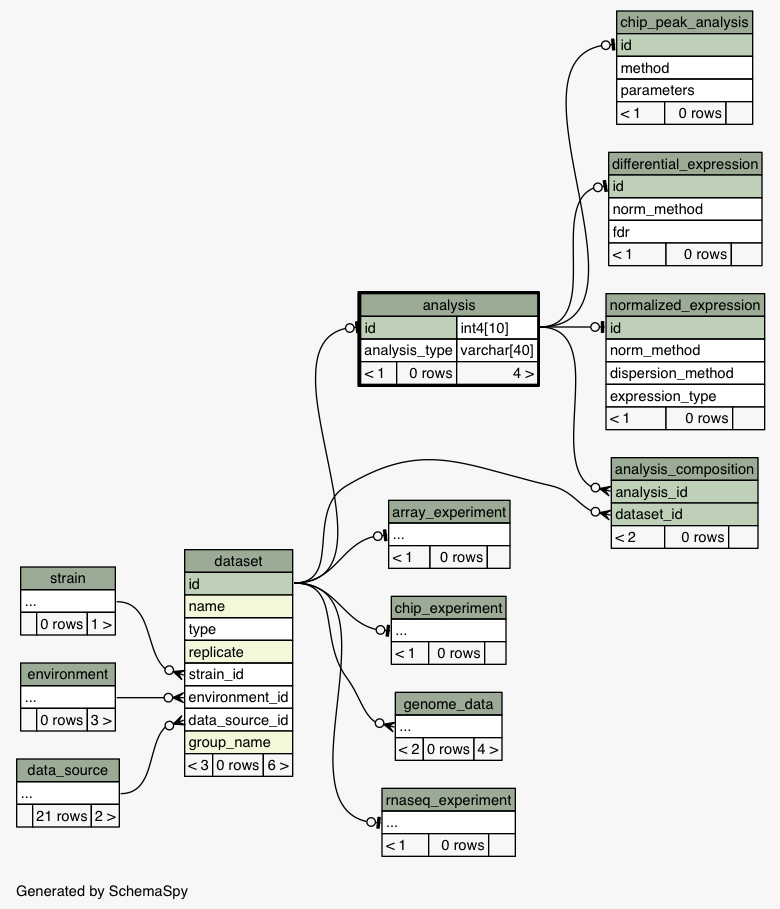 chip_peak_analysis
id
method
parameters
< 1 0 rows
differential_expression
id
norm_method
fdr
< 1 0 rows
analysis
id int4[10]
analysis_type varchar[40]
< 1 0 rows 4 >
normalized_expression
id
norm_method
dispersion_method
expression_type
< 1 0 rows
analysis_composition
analysis_id
dataset_id
< 2 0 rows
array_experiment
...
< 1 0 rows
dataset
id
name
type
replicate
strain_id
environment_id
data_source_id
group_name
< 3 0 rows 6 >
strain
...
0 rows 1 >
environment
...
0 rows 3 >
data_source
...
21 rows 2 >
chip_experiment
...
< 1 0 rows
genome_data
...
< 2 0 rows 4 >
rnaseq_experiment
...
< 1 0 rows
Generated by SchemaSpy